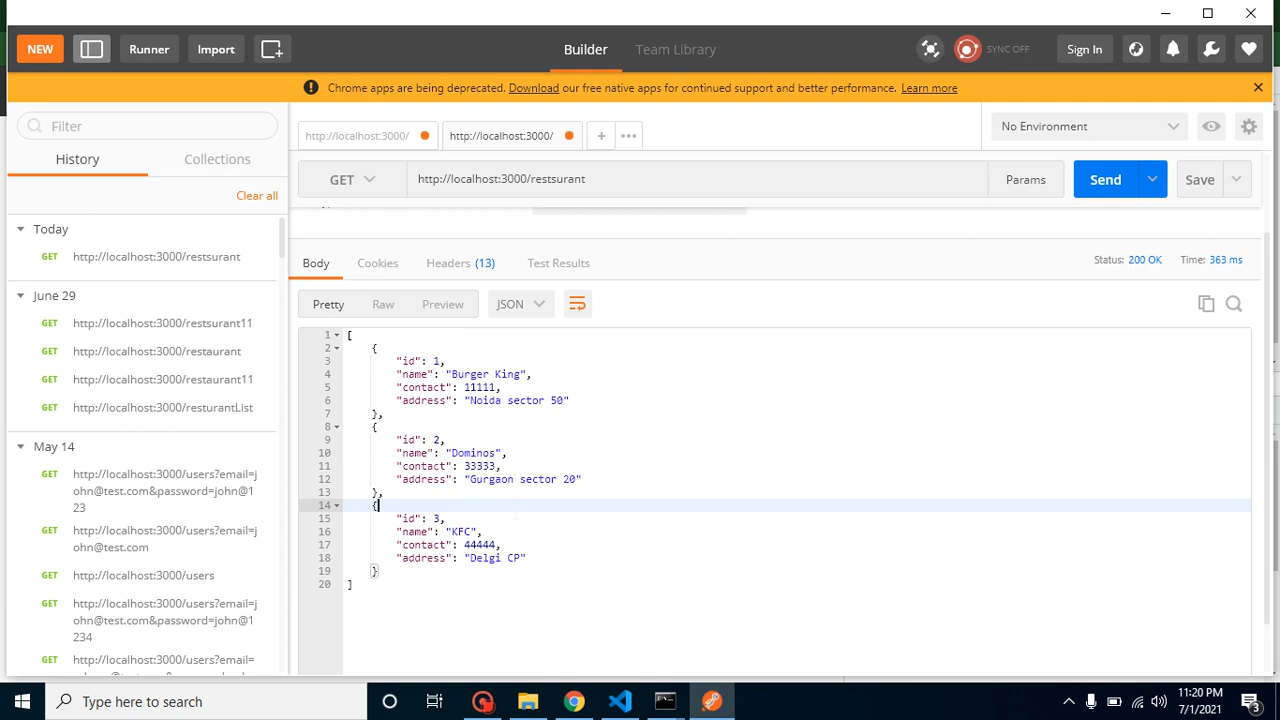 NEW
Runner
Import
Builder
Team Library
SYNC OFF
Sign In
Chrome apps are being deprecated. Download our free native apps for continued support and better performance. Learn more
Filter
History
Collections
Clear all
Today
GET http://localhost:3000/restsurant
June 29
GET http://localhost:3000/restsurant11
GET http://localhost:3000/restaurant
GET http://localhost:3000/restaurant11
GET http://localhost:3000/resturantList
May 14
GET http://localhost:3000/users?email=j
ohn@test.com&password=john@1
23
GET http://localhost:3000/users?email=j
ohn@test.com
GET http://localhost:3000/users
GET http://localhost:3000/users?email=j
ohn@test.com&password=john@1
234
GET http://localhost:3000/users?email=
http://localhost:3000/
http://localhost:3000/
No Environment
GET
http://localhost:3000/restsurant
Params
Send
Save
Body
Cookies
Headers (13)
Test Results
Status: 200 OK
Time: 363 ms
Pretty
Raw
Preview
JSON
1 [
2 {
3 "id": 1,
4 "name": "Burger King",
5 "contact": 11111,
6 "address": "Noida sector 50"
7 },
8 {
9 "id": 2,
10 "name": "Dominos",
11 "contact": 33333,
12 "address": "Gurgaon sector 20"
13 },
14 {
15 "id": 3,
16 "name": "KFC",
17 "contact": 44444,
18 "address": "Delgi CP"
19 }
20 ]
Type here to search
11:20 PM
7/1/2021
3